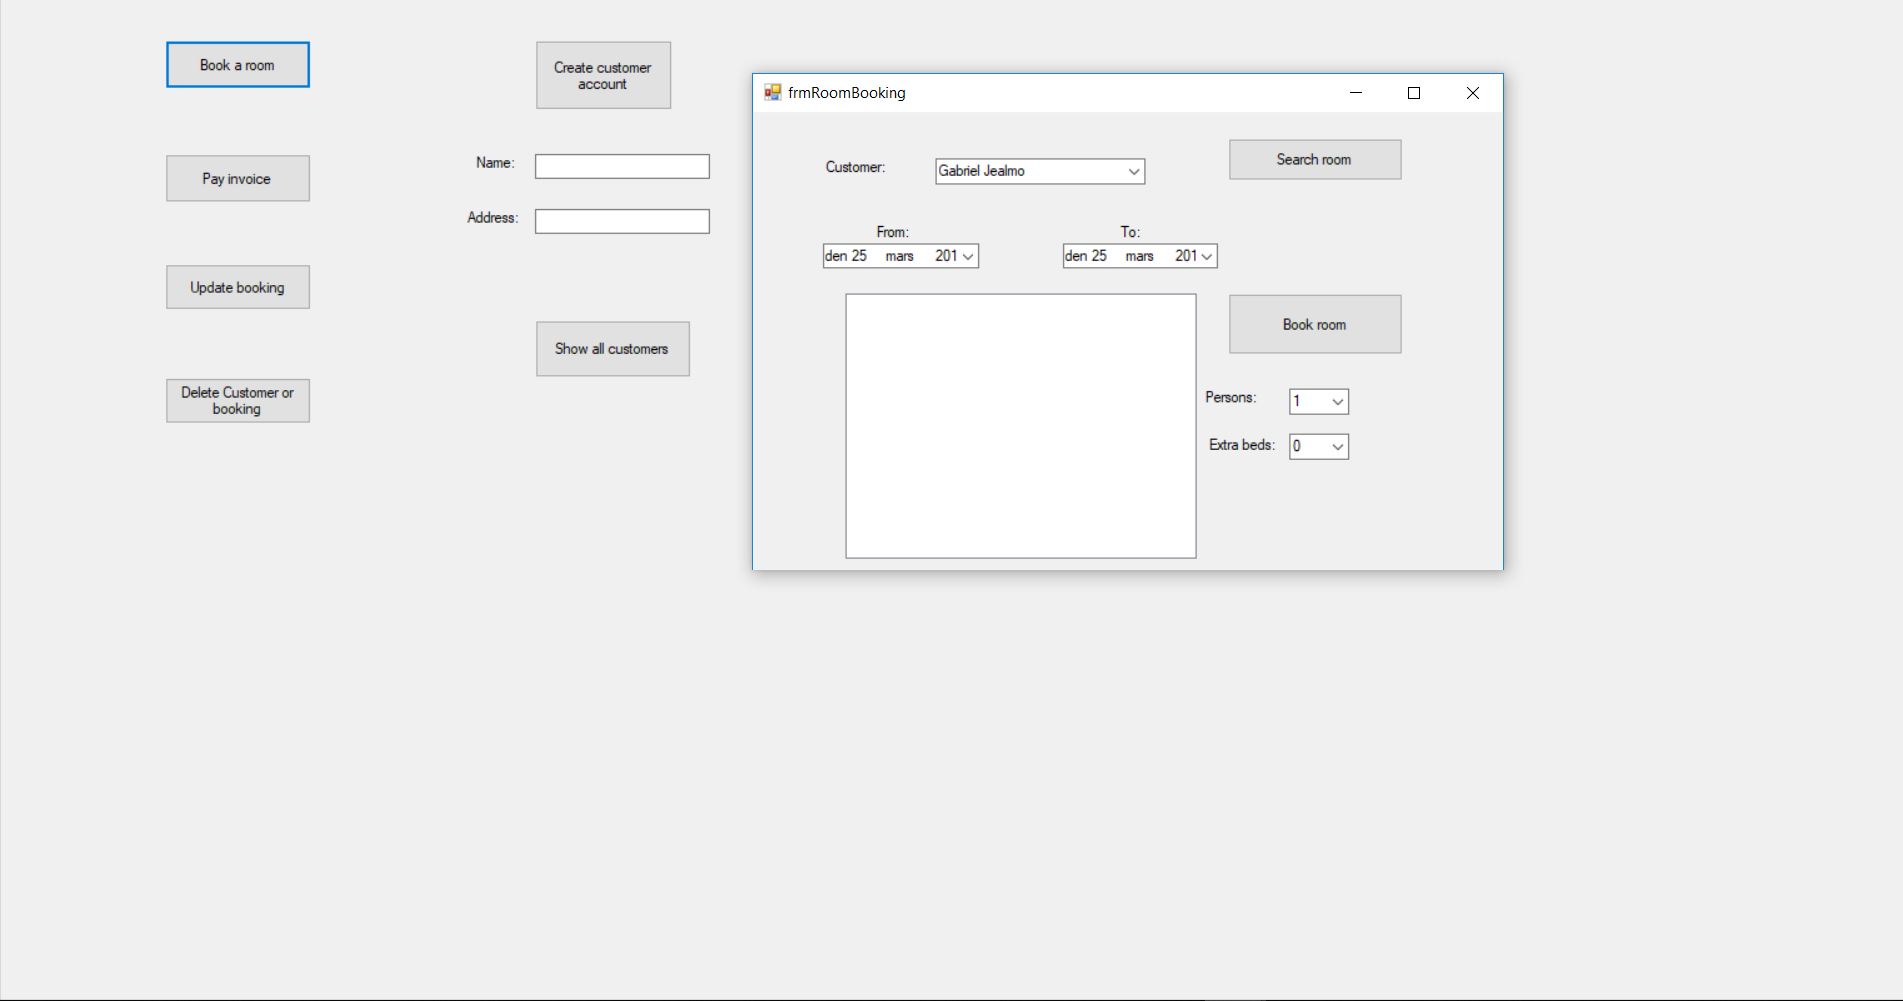 Book a room
Pay invoice
Update booking
Delete Customer or
booking
Create customer
account
Name:
Address:
Show all customers
frmRoomBooking
Customer:
Gabriel Jealmo
Search room
From:
To:
den 25 mars 201
den 25 mars 201
Book room
Persons:
1
Extra beds:
0